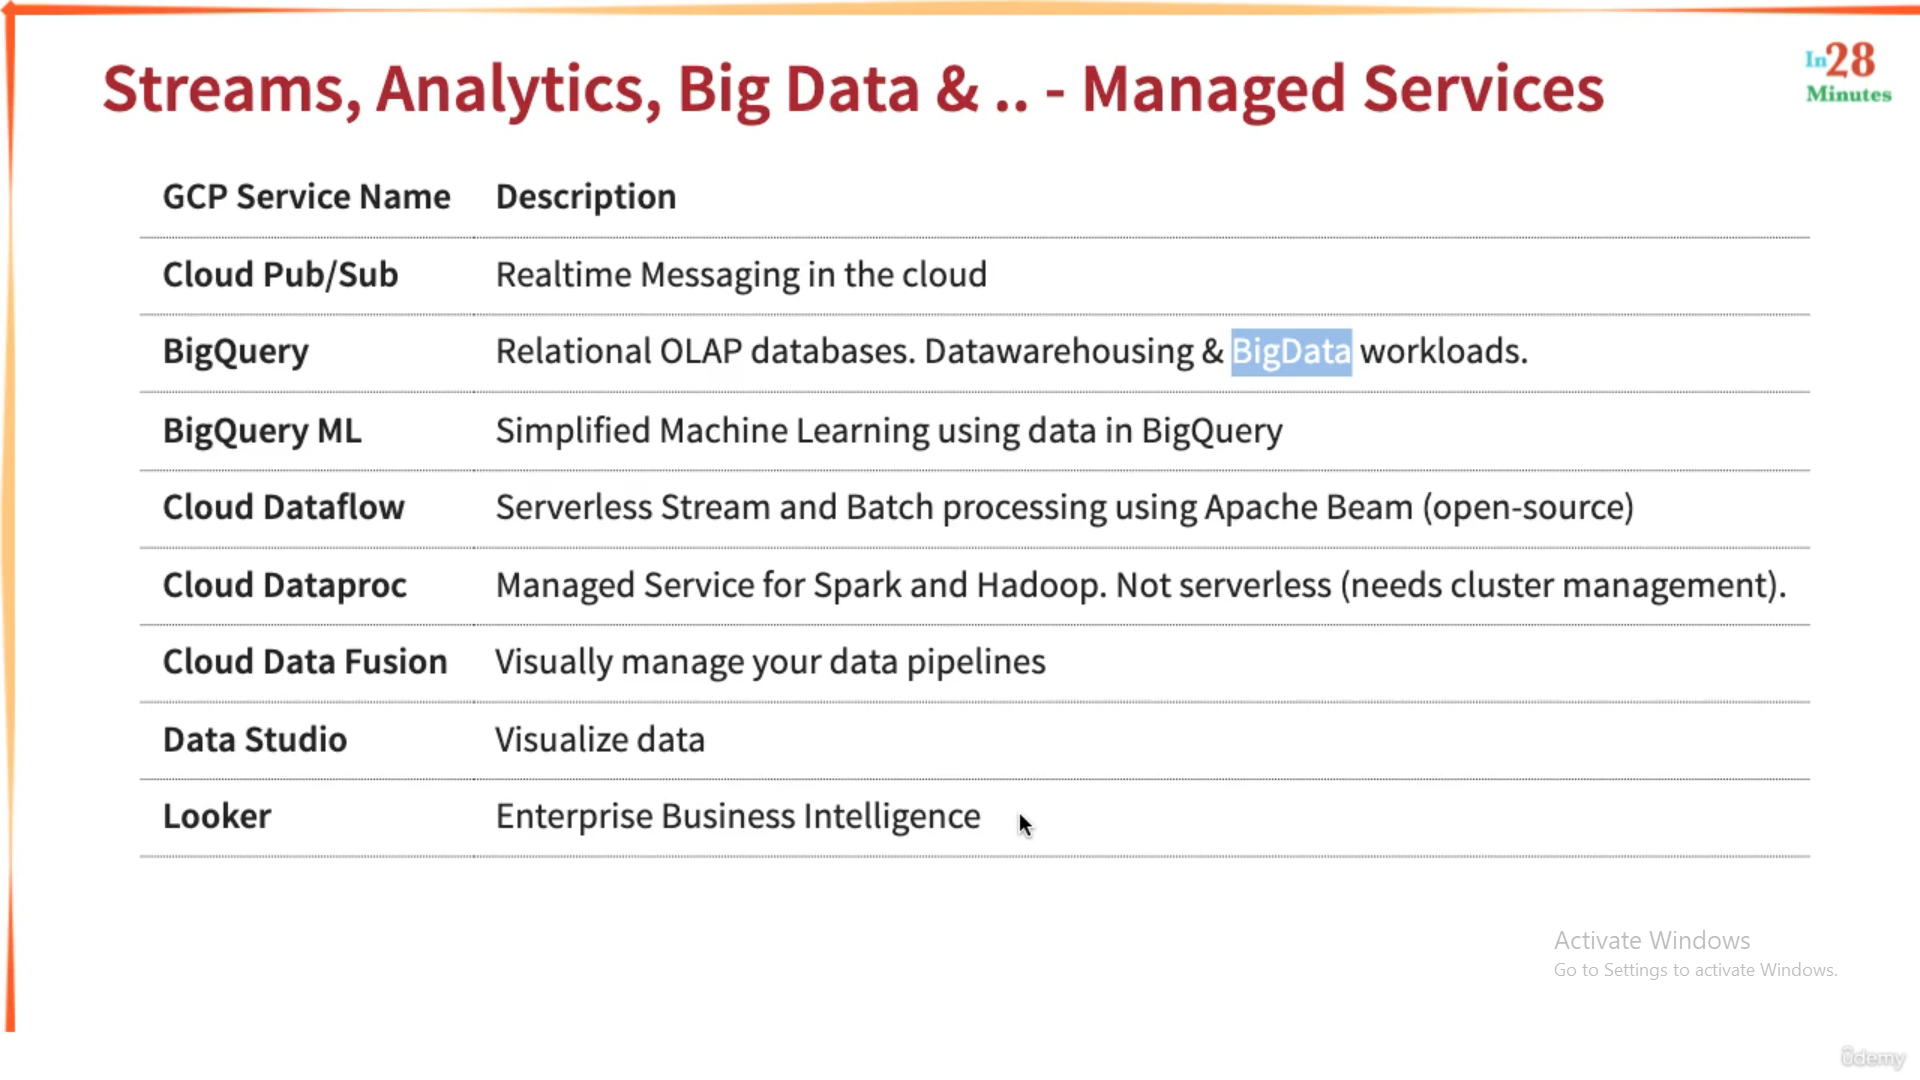 Streams, Analytics, Big Data & .. - Managed Services
In28
Minutes
GCP Service Name Description
Cloud Pub/Sub Realtime Messaging in the cloud
BigQuery Relational OLAP databases. Datawarehousing & BigData workloads.
BigQuery ML Simplified Machine Learning using data in BigQuery
Cloud Dataflow Serverless Stream and Batch processing using Apache Beam (open-source)
Cloud Dataproc Managed Service for Spark and Hadoop. Not serverless (needs cluster management).
Cloud Data Fusion Visually manage your data pipelines
Data Studio Visualize data
Looker Enterprise Business Intelligence
Activate Windows
Go to Settings to activate Windows.
ûdemy